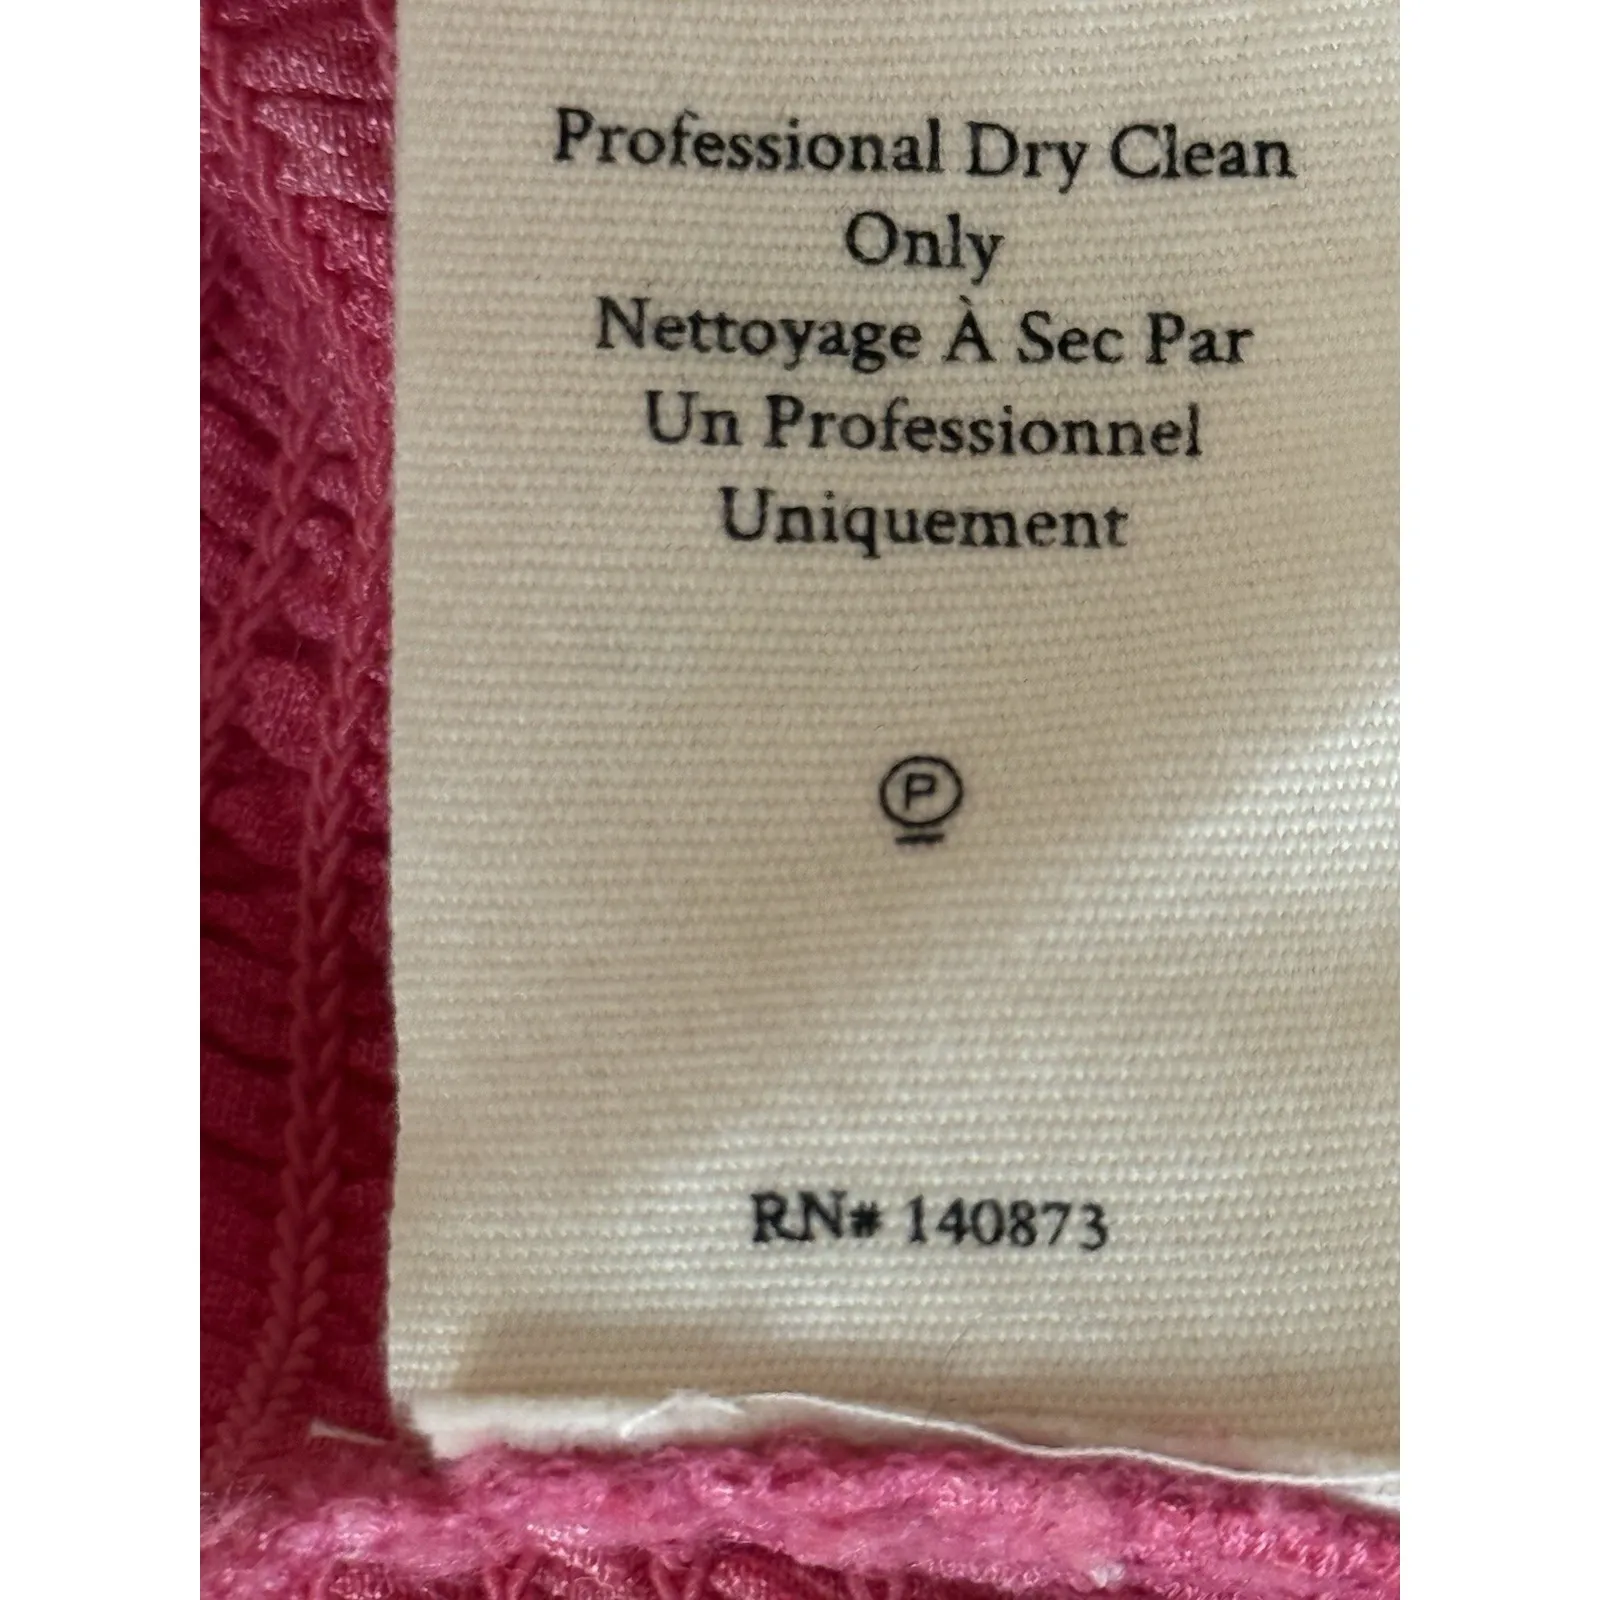 Professional Dry Clean
Only
Nettoyage À Sec Par
Un Professionnel
Uniquement
P
RN# 140873